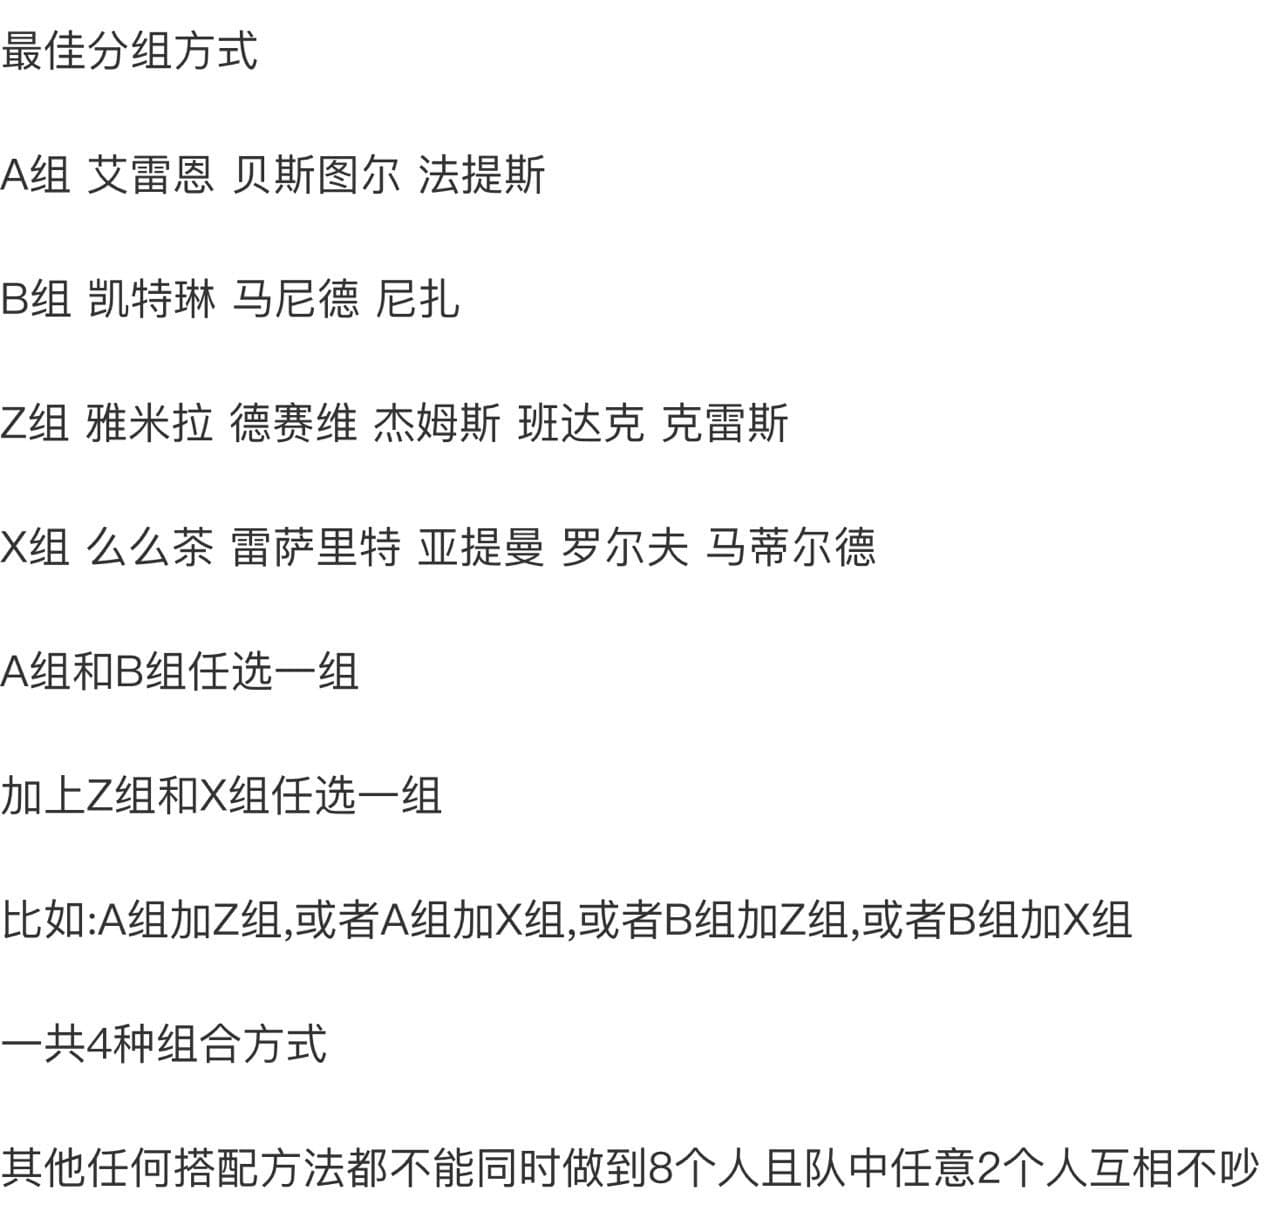 最佳分组方式
A组 艾雷恩 贝斯图尔 法提斯
B组 凯特琳 马尼德 尼扎
Z组 雅米拉 德赛维 杰姆斯 班达克 克雷斯
X组 么么茶 雷萨里特 亚提曼 罗尔夫 马蒂尔德
A组和B组任选一组
加上Z组和X组任选一组
比如:A组加Z组,或者A组加X组,或者B组加Z组,或者B组加X组
一共4种组合方式
其他任何搭配方法都不能同时做到8个人且队中任意2个人互相不吵